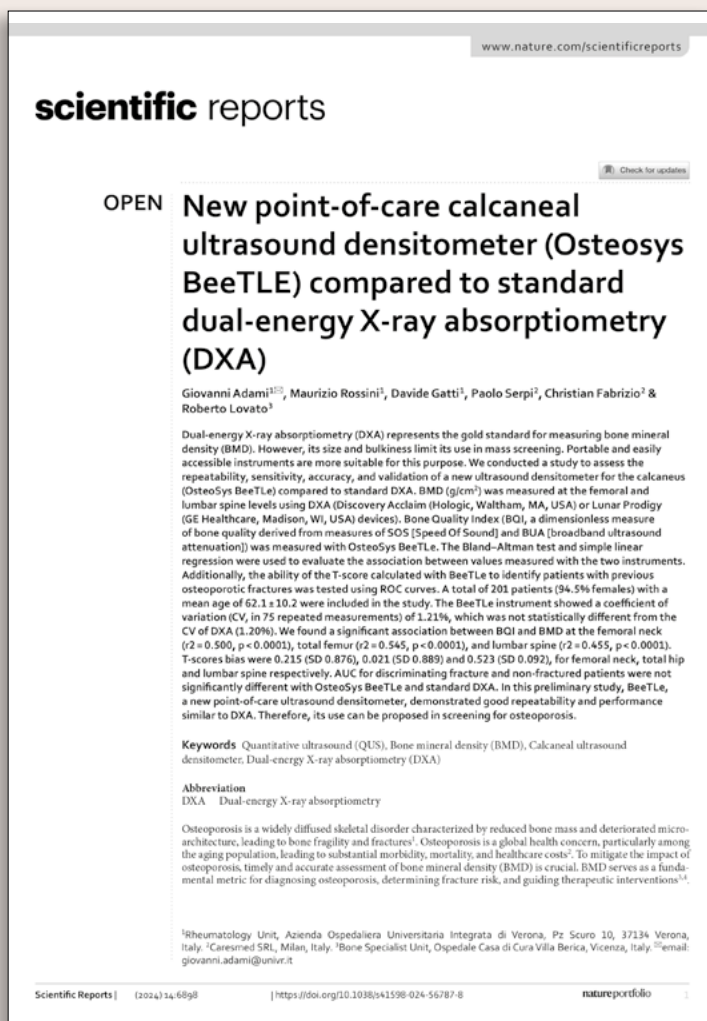 www.nature.com/scientificreports
scientific reports
Check for updates
OPEN
New point-of-care calcaneal
ultrasound densitometer (Osteosys
BeeTLE) compared to standard
dual-energy X-ray absorptiometry
(DXA)
Giovanni Adami¹✉, Maurizio Rossini¹, Davide Gatti¹, Paolo Serpi², Christian Fabrizio² &
Roberto Lovato³
Dual-energy X-ray absorptiometry (DXA) represents the gold standard for measuring bone mineral
density (BMD). However, its size and bulkiness limit its use in mass screening. Portable and easily
accessible instruments are more suitable for this purpose. We conducted a study to assess the
repeatability, sensitivity, accuracy, and validation of a new ultrasound densitometer for the calcaneus
(OsteoSys BeeTLe) compared to standard DXA. BMD (g/cm²) was measured at the femoral and
lumbar spine levels using DXA (Discovery Acclaim (Hologic, Waltham, MA, USA) or Lunar Prodigy
(GE Healthcare, Madison, WI, USA) devices). Bone Quality Index (BQI, a dimensionless measure
of bone quality derived from measures of SOS [Speed Of Sound] and BUA [broadband ultrasound
attenuation]) was measured with OsteoSys BeeTLE. The Bland–Altman test and simple linear
regression were used to evaluate the association between values measured with the two instruments.
Additionally, the ability of the T-score calculated with BeeTLE to identify patients with previous
osteoporotic fractures was tested using ROC curves. A total of 201 patients (94.5% females) with a
mean age of 62.1 ± 10.2 were included in the study. The BeeTLe instrument showed a coefficient of
variation (CV, in 75 repeated measurements) of 1.21%, which was not statistically different from the
CV of DXA (1.20%). We found a significant association between BQI and BMD at the femoral neck
(r2 = 0.500, p < 0.0001), total femur (r2 = 0.545, p < 0.0001), and lumbar spine (r2 = 0.455, p < 0.0001).
T-scores bias were 0.215 (SD 0.876), 0.021 (SD 0.889) and 0.523 (SD 0.092), for femoral neck, total hip
and lumbar spine respectively. AUC for discriminating fracture and non-fractured patients were not
significantly different with OsteoSys BeeTLE and standard DXA. In this preliminary study, BeeTLE,
a new point-of-care ultrasound densitometer, demonstrated good repeatability and performance
similar to DXA. Therefore, its use can be proposed in screening for osteoporosis.
Keywords Quantitative ultrasound (QUS), Bone mineral density (BMD), Calcaneal ultrasound
densitometer, Dual-energy X-ray absorptiometry (DXA)
Abbreviation
DXA Dual-energy X-ray absorptiometry
Osteoporosis is a widely diffused skeletal disorder characterized by reduced bone mass and deteriorated micro-
architecture, leading to bone fragility and fractures¹. Osteoporosis is a global health concern, particularly among
the aging population, leading to substantial morbidity, mortality, and healthcare costs². To mitigate the impact of
osteoporosis, timely and accurate assessment of bone mineral density (BMD) is crucial. BMD serves as a funda-
mental metric for diagnosing osteoporosis, determining fracture risk, and guiding therapeutic interventions³,⁴.
¹Rheumatology Unit, Azienda Ospedaliera Universitaria Integrata di Verona, Pz Scuro 10, 37134 Verona,
Italy. ²Caresmed SRL, Milan, Italy. ³Bone Specialist Unit, Ospedale Casa di Cura Villa Berica, Vicenza, Italy. ✉email:
giovanni.adami@univr.it
Scientific Reports | (2024) 14:6898 | https://doi.org/10.1038/s41598-024-56787-8 natureportfolio 1